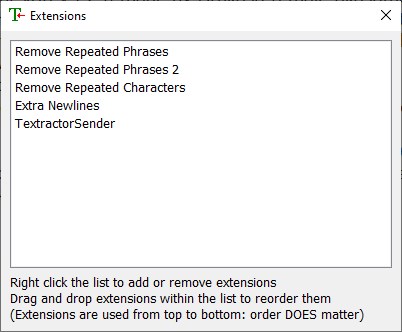 Extensions
Remove Repeated Phrases
Remove Repeated Phrases 2
Remove Repeated Characters
Extra Newlines
TextractorSender
Right click the list to add or remove extensions
Drag and drop extensions within the list to reorder them
(Extensions are used from top to bottom: order DOES matter)